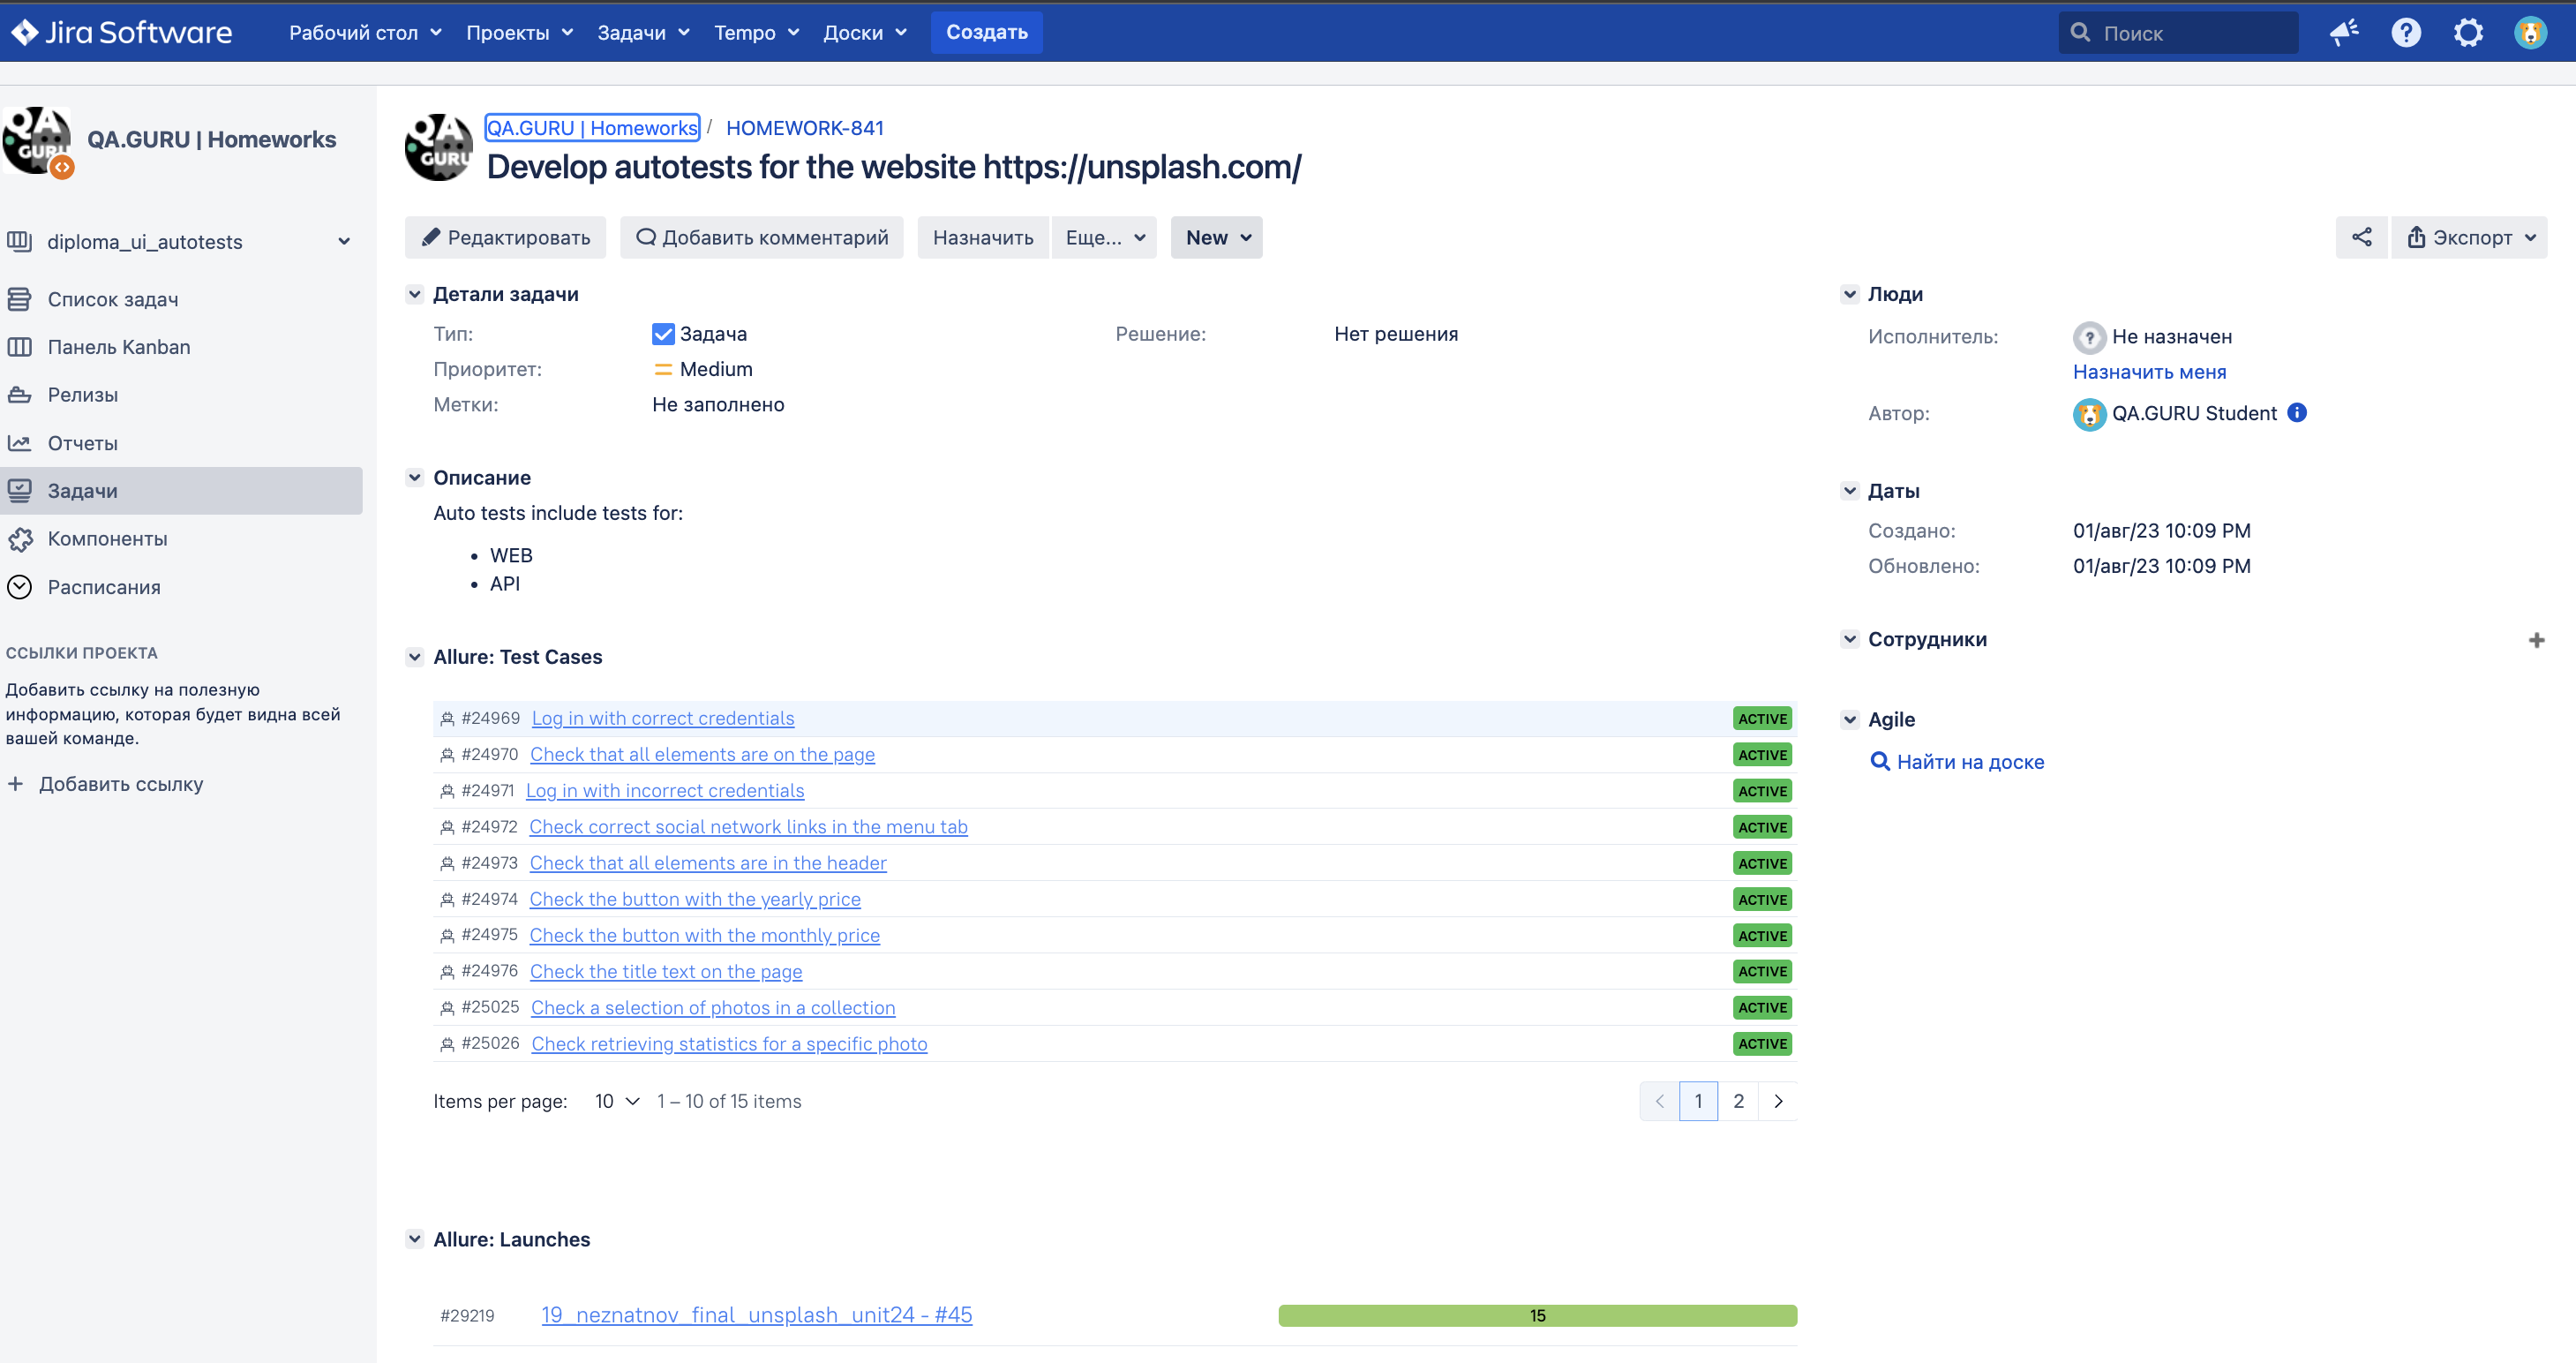 Jira Software Рабочий стол Проекты Задачи Tempo Доски Создать Поиск
QA GURU
QA.GURU | Homeworks
diploma_ui_autotests
Список задач
Панель Kanban
Релизы
Отчеты
Задачи
Компоненты
Расписания
ССЫЛКИ ПРОЕКТА
Добавить ссылку на полезную
информацию, которая будет видна всей
вашей команде.
+ Добавить ссылку
QA GURU
QA.GURU | Homeworks / HOMEWORK-841
Develop autotests for the website https://unsplash.com/
Редактировать Добавить комментарий Назначить Еще... New Экспорт
Детали задачи
Тип: Задача Решение: Нет решения
Приоритет: Medium
Метки: Не заполнено
Описание
Auto tests include tests for:
• WEB
• API
Allure: Test Cases
#24969 Log in with correct credentials ACTIVE
#24970 Check that all elements are on the page ACTIVE
#24971 Log in with incorrect credentials ACTIVE
#24972 Check correct social network links in the menu tab ACTIVE
#24973 Check that all elements are in the header ACTIVE
#24974 Check the button with the yearly price ACTIVE
#24975 Check the button with the monthly price ACTIVE
#24976 Check the title text on the page ACTIVE
#25025 Check a selection of photos in a collection ACTIVE
#25026 Check retrieving statistics for a specific photo ACTIVE
Items per page: 10 1 – 10 of 15 items < 1 2 >
Allure: Launches
#29219 19_neznatnov_final_unsplash_unit24 - #45 15
Люди
Исполнитель: Не назначен
Назначить меня
Автор: QA.GURU Student
Даты
Создано: 01/авг/23 10:09 PM
Обновлено: 01/авг/23 10:09 PM
Сотрудники +
Agile
Найти на доске